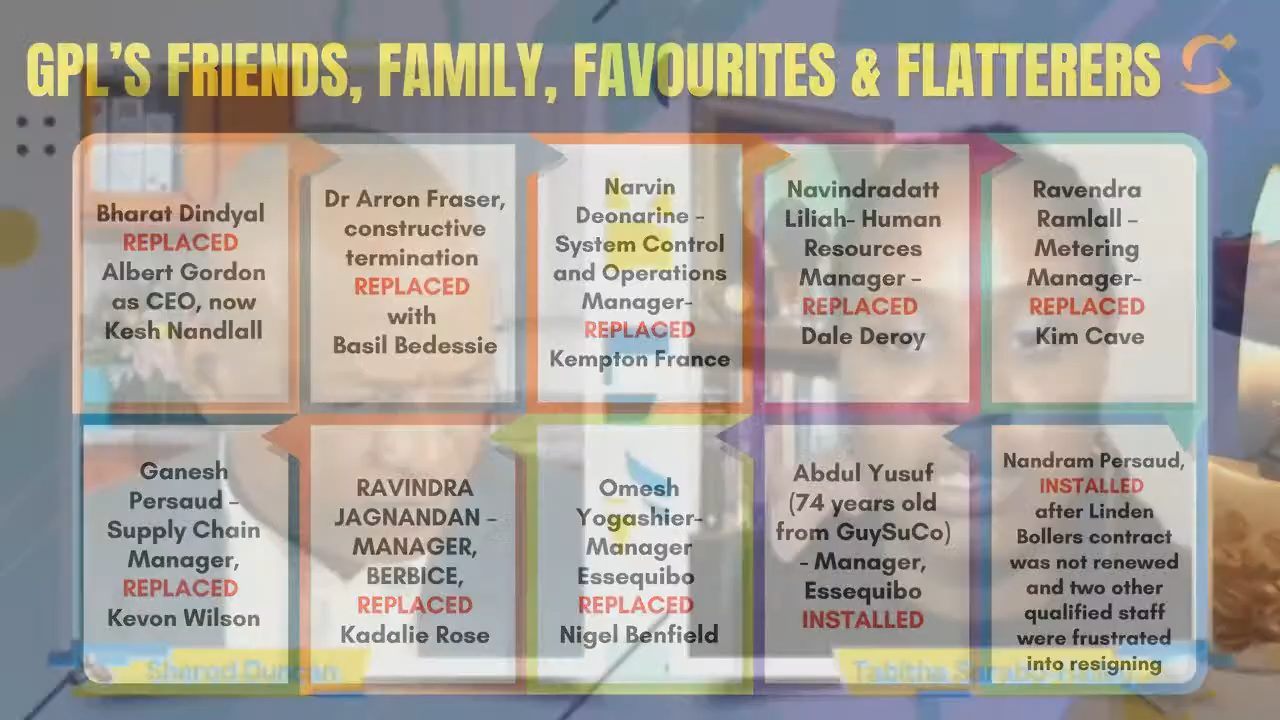 GPL'S FRIENDS, FAMILY, FAVOURITES & FLATTERERS
Bharat Dindyal
REPLACED
Albert Gordon
as CEO, now
Kesh Nandlall
Dr Arron Fraser,
constructive
termination
REPLACED
with
Basil Bedessie
Narvin
Deonarine -
System Control
and Operations
Manager-
REPLACED
Kempton France
Navindradatt
Liliah- Human
Resources
Manager -
REPLACED
Dale Deroy
Ravendra
Ramlall -
Metering
Manager-
REPLACED
Kim Cave
Ganesh
Persaud -
Supply Chain
Manager,
REPLACED
Kevon Wilson
RAVINDRA
JAGNANDAN -
MANAGER,
BERBICE,
REPLACED
Kadalie Rose
Omesh
Yogashier-
Manager
Essequibo
REPLACED
Nigel Benfield
Abdul Yusuf
(74 years old
from GuySuCo)
- Manager,
Essequibo
INSTALLED
Nandram Persaud,
INSTALLED
after Linden
Bollers contract
was not renewed
and two other
qualified staff
were frustrated
into resigning
Sherod Duncan
Tabitha